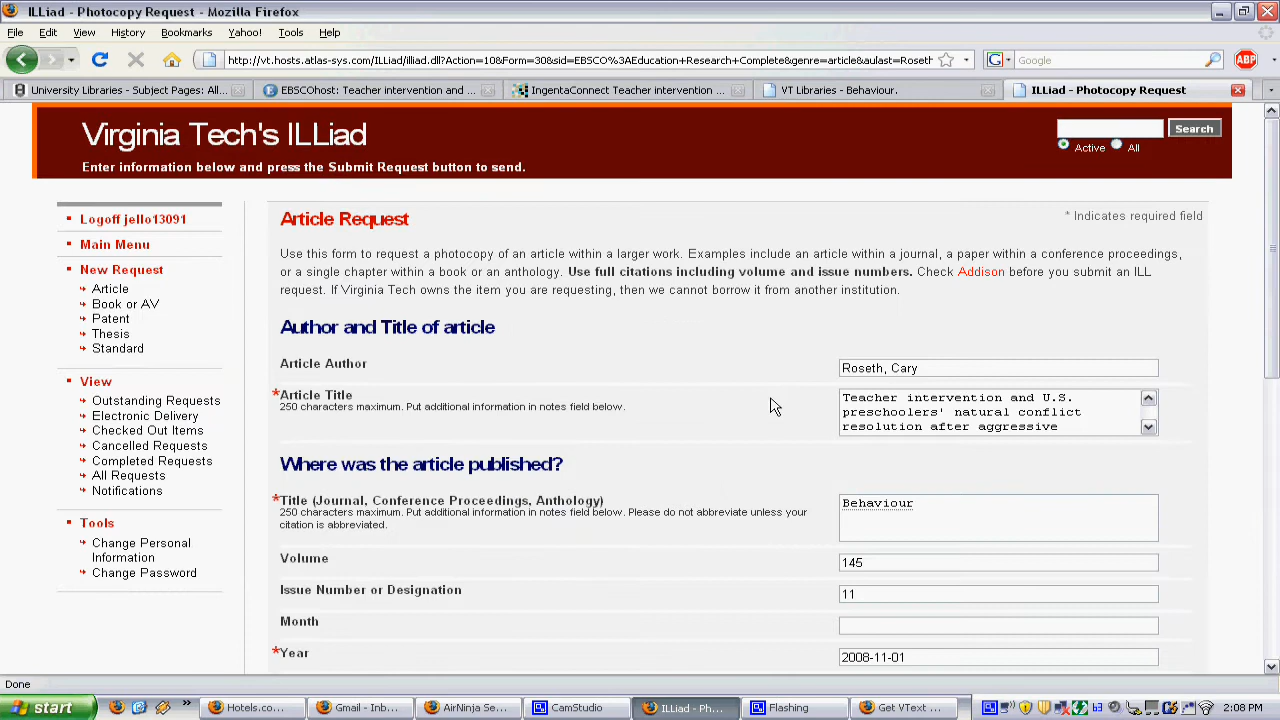 ILLiad - Photocopy Request - Mozilla Firefox
File Edit View History Bookmarks Yahoo! Tools Help
http://vt.hosts.atlas-sys.com/ILLiad/illiad.dll?Action=10&Form=30&sid=EBSCO%3AEducation+Research+Complete&genre=article&aulast=Roseth
Google
ABP
University Libraries - Subject Pages: All...
EBSCOhost: Teacher intervention and ...
IngentaConnect Teacher intervention ...
VT Libraries - Behaviour.
ILLiad - Photocopy Request
Virginia Tech's ILLiad
Enter information below and press the Submit Request button to send.
Search
Active All
Logoff jello13091
Main Menu
New Request
Article
Book or AV
Patent
Thesis
Standard
View
Outstanding Requests
Electronic Delivery
Checked Out Items
Cancelled Requests
Completed Requests
All Requests
Notifications
Tools
Change Personal
Information
Change Password
Article Request
* Indicates required field
Use this form to request a photocopy of an article within a larger work. Examples include an article within a journal, a paper within a conference proceedings,
or a single chapter within a book or an anthology. Use full citations including volume and issue numbers. Check Addison before you submit an ILL
request. If Virginia Tech owns the item you are requesting, then we cannot borrow it from another institution.
Author and Title of article
Article Author
Roseth, Cary
*Article Title
250 characters maximum. Put additional information in notes field below.
Teacher intervention and U.S.
preschoolers' natural conflict
resolution after aggressive
Where was the article published?
*Title (Journal, Conference Proceedings, Anthology)
250 characters maximum. Put additional information in notes field below. Please do not abbreviate unless your
citation is abbreviated.
Behaviour
Volume
145
Issue Number or Designation
11
Month
*Year
2008-11-01
Done
start
Hotels.co...
Gmail - Inb...
AirNinja Se...
CamStudio
ILLiad - Ph...
Flashing
Get VText ...
2:08 PM